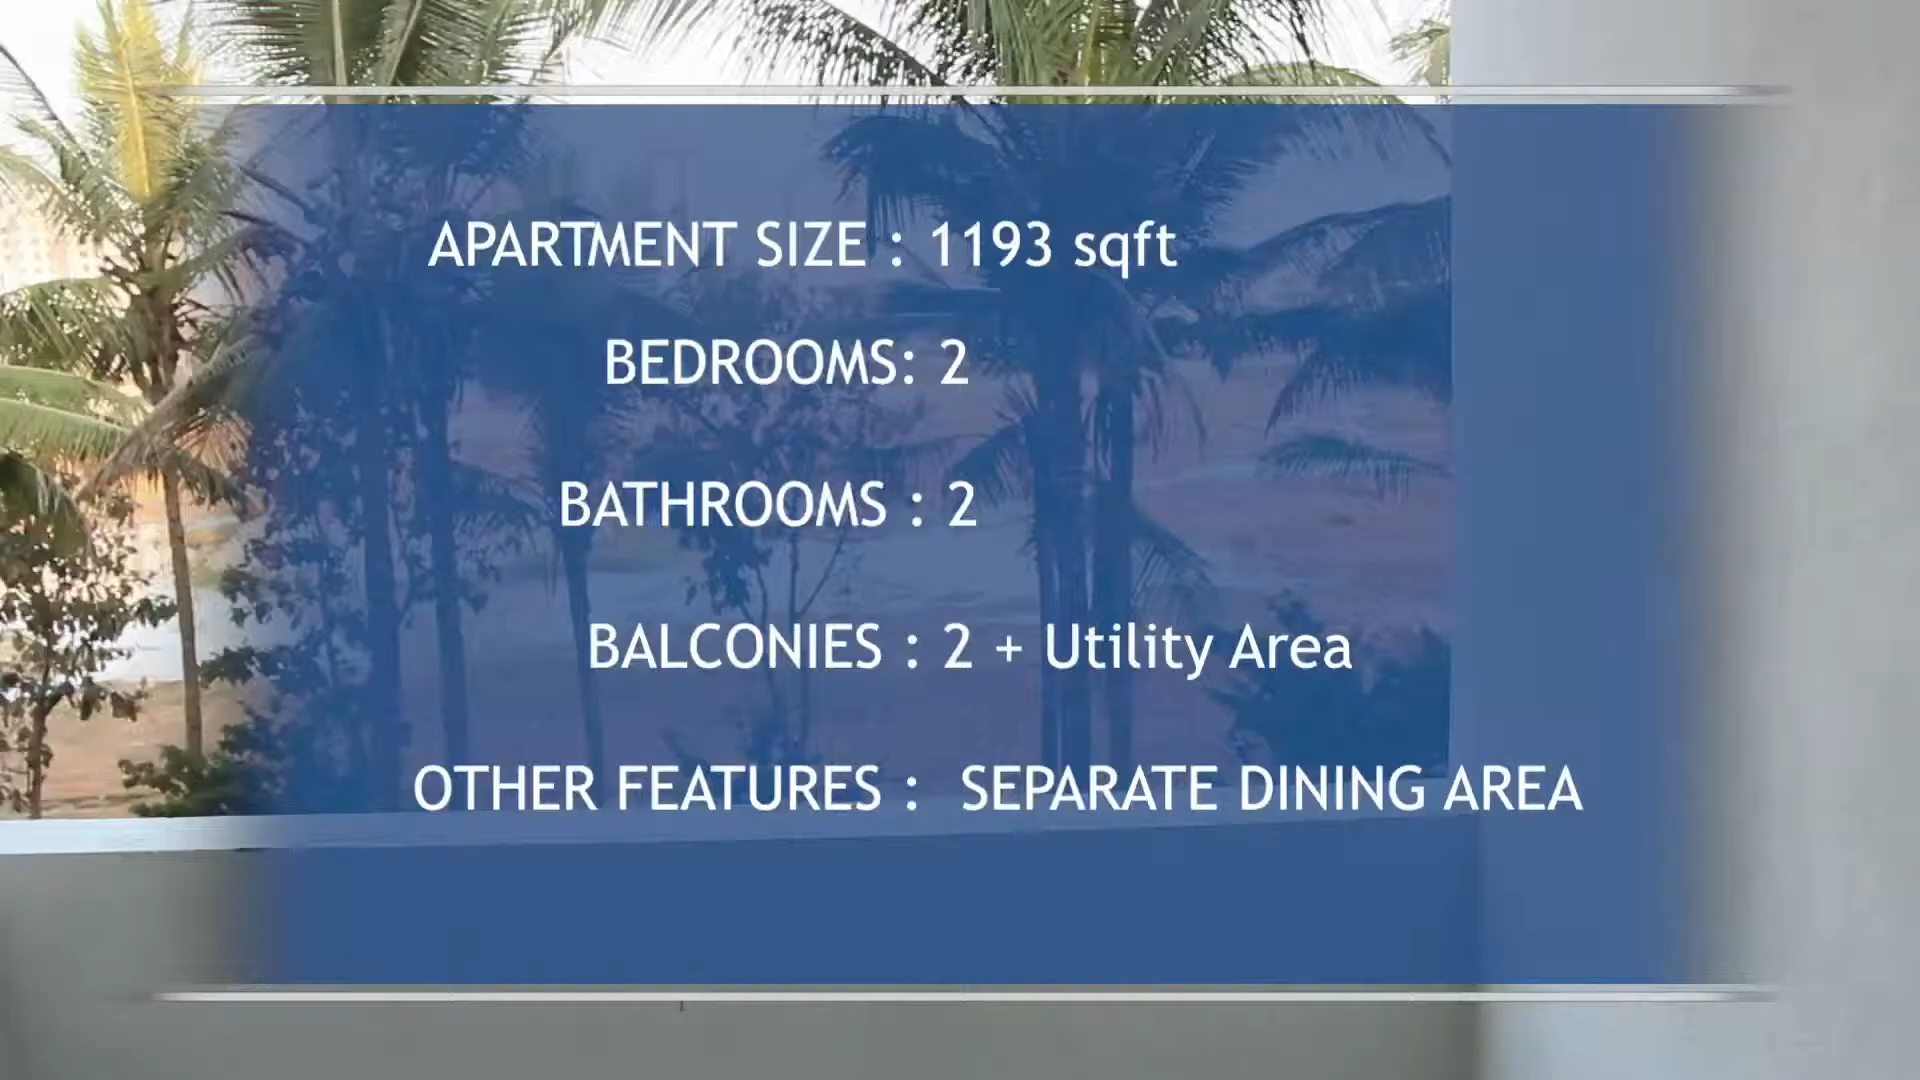 APARTMENT SIZE : 1193 sqft
BEDROOMS: 2
BATHROOMS : 2
BALCONIES : 2 + Utility Area
OTHER FEATURES : SEPARATE DINING AREA